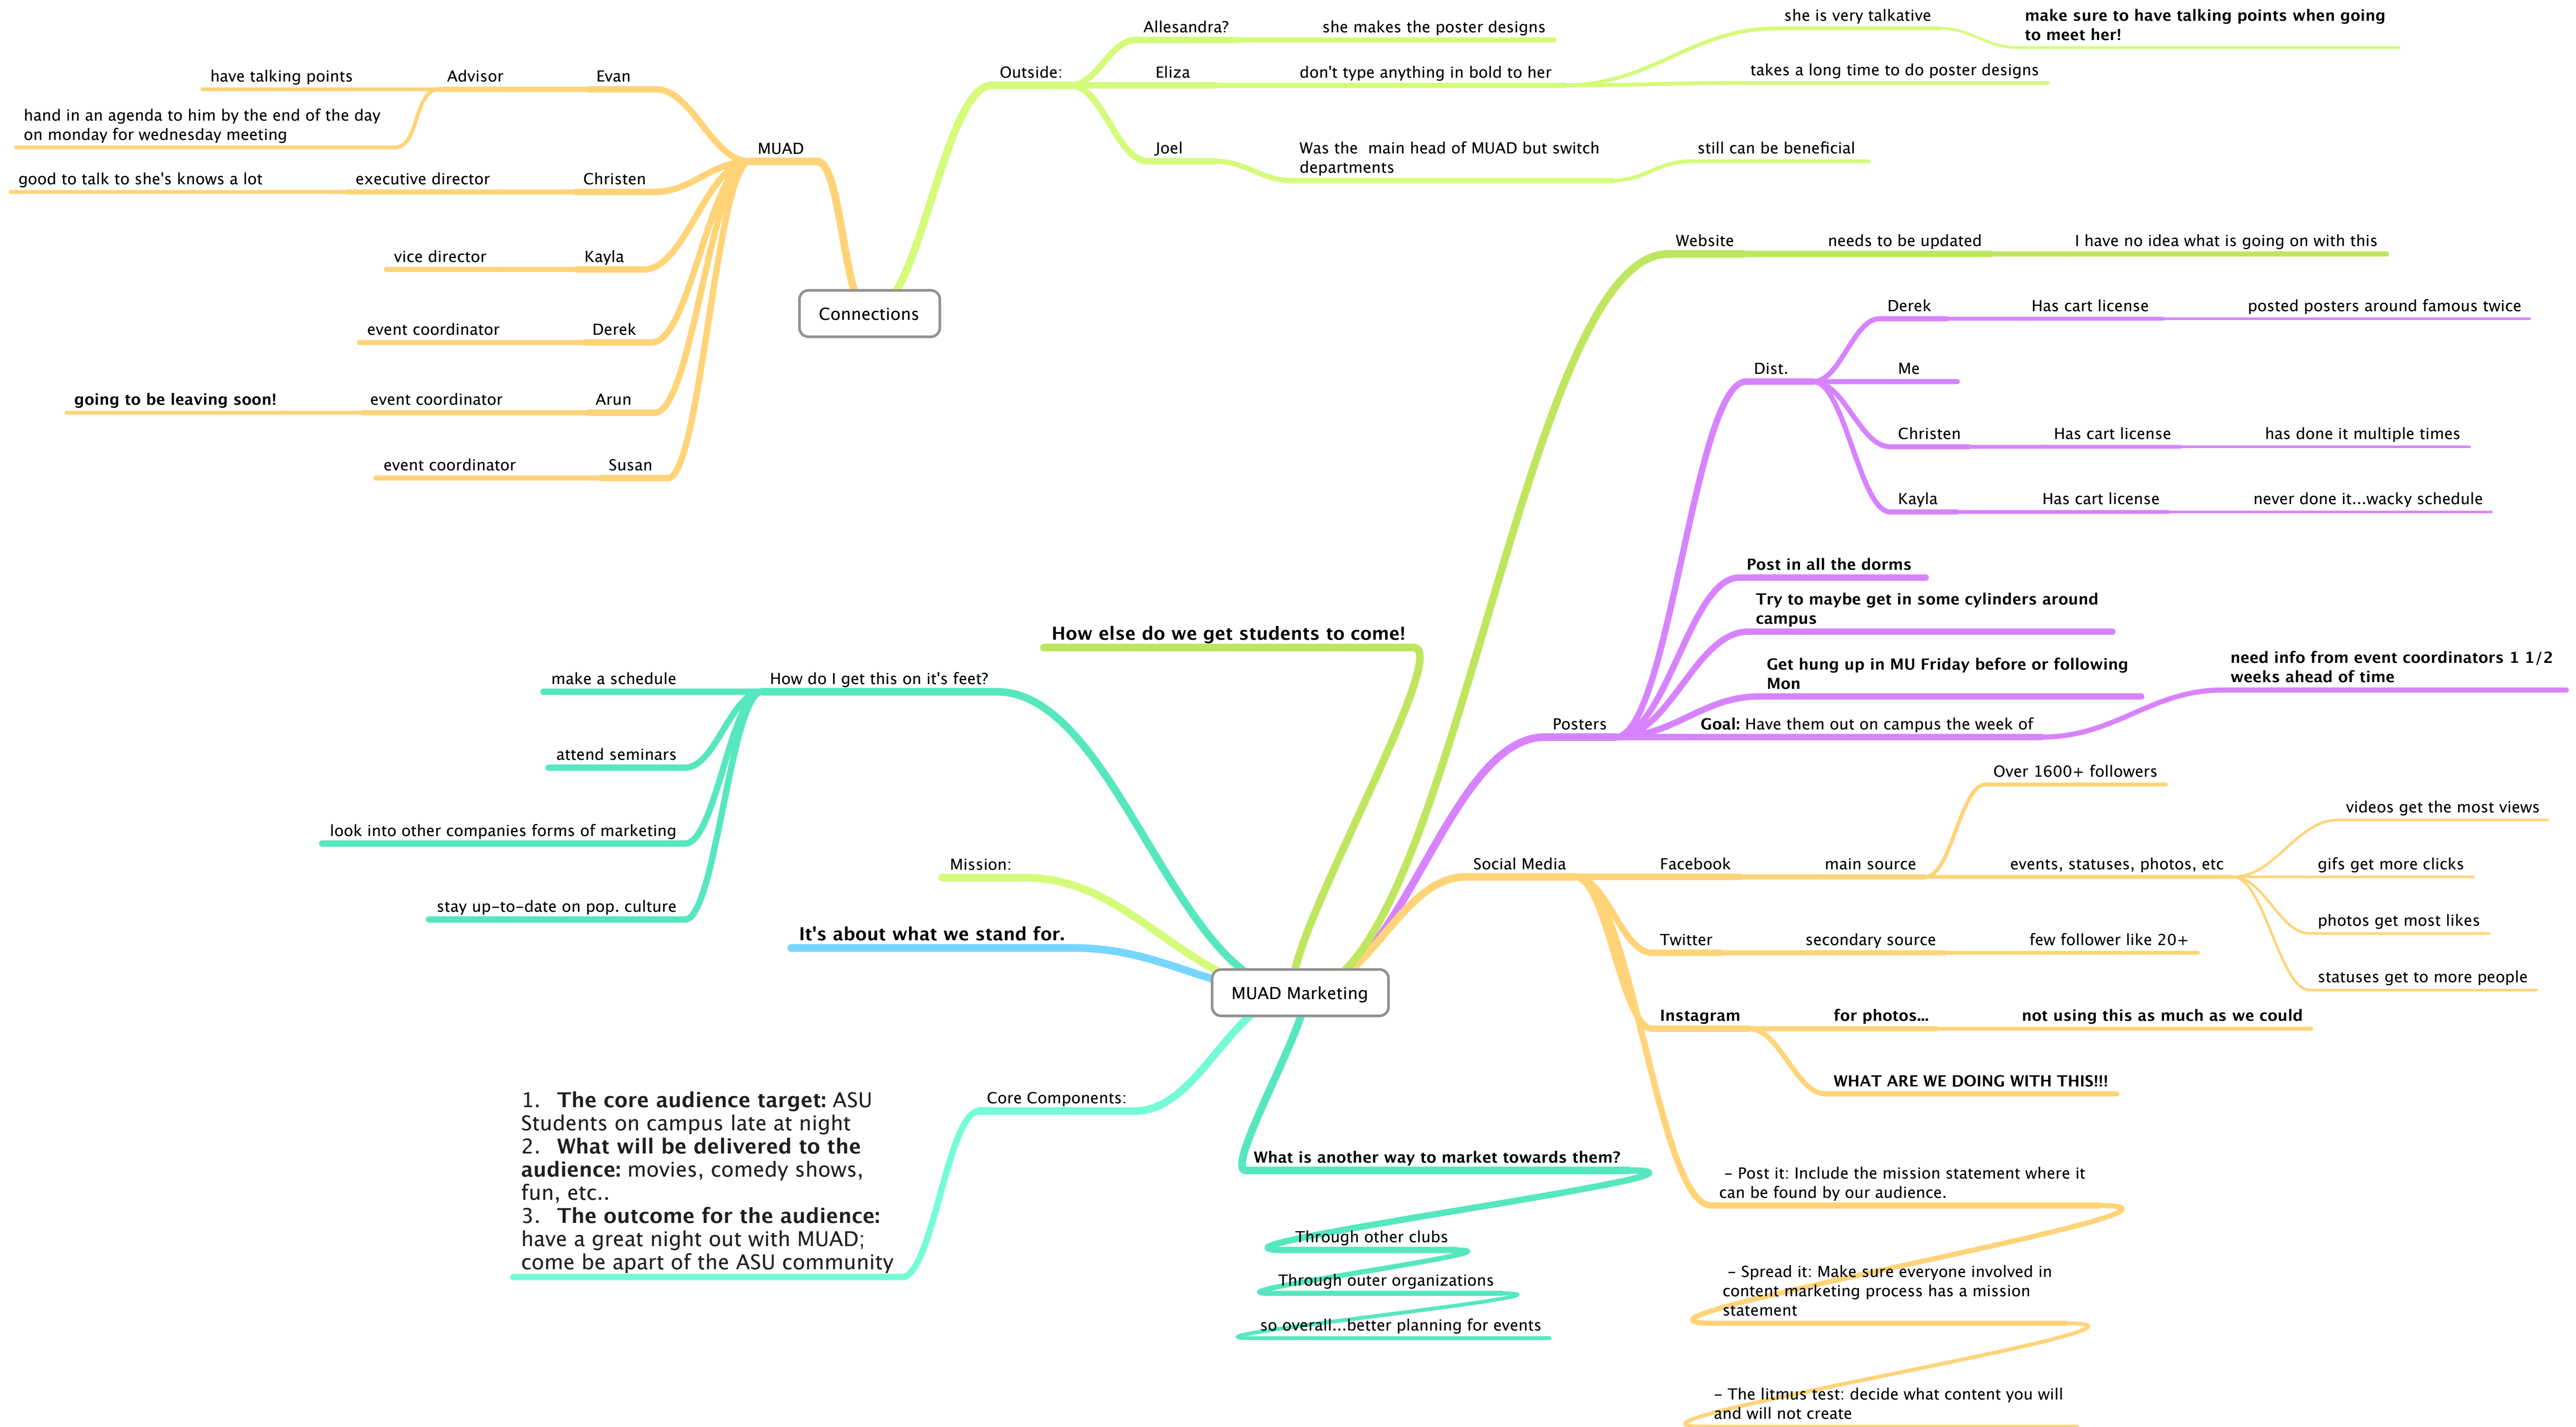 Connections
MUAD
Evan
Advisor
have talking points
hand in an agenda to him by the end of the day
on monday for wednesday meeting
Christen
executive director
good to talk to she's knows a lot
Kayla
vice director
Derek
event coordinator
Arun
event coordinator
going to be leaving soon!
Susan
event coordinator
Outside:
Allesandra?
she makes the poster designs
Eliza
don't type anything in bold to her
she is very talkative
make sure to have talking points when going
to meet her!
takes a long time to do poster designs
Joel
Was the  main head of MUAD but switch
departments
still can be beneficial
MUAD Marketing
Website
needs to be updated
I have no idea what is going on with this
Posters
Dist.
Derek
Has cart license
posted posters around famous twice
Me
Christen
Has cart license
has done it multiple times
Kayla
Has cart license
never done it...wacky schedule
Post in all the dorms
Try to maybe get in some cylinders around
campus
Get hung up in MU Friday before or following
Mon
Goal: Have them out on campus the week of
need info from event coordinators 1 1/2
weeks ahead of time
Social Media
Facebook
main source
Over 1600+ followers
events, statuses, photos, etc
videos get the most views
gifs get more clicks
photos get most likes
statuses get to more people
Twitter
secondary source
few follower like 20+
Instagram
for photos...
not using this as much as we could
WHAT ARE WE DOING WITH THIS!!!
- Post it: Include the mission statement where it
can be found by our audience.
- Spread it: Make sure everyone involved in
content marketing process has a mission
statement
- The litmus test: decide what content you will
and will not create
How else do we get students to come!
How do I get this on it's feet?
make a schedule
attend seminars
look into other companies forms of marketing
stay up-to-date on pop. culture
Mission:
It's about what we stand for.
Core Components:
1. The core audience target: ASU
Students on campus late at night
2. What will be delivered to the
audience: movies, comedy shows,
fun, etc..
3. The outcome for the audience:
have a great night out with MUAD;
come be apart of the ASU community
What is another way to market towards them?
Through other clubs
Through outer organizations
so overall...better planning for events